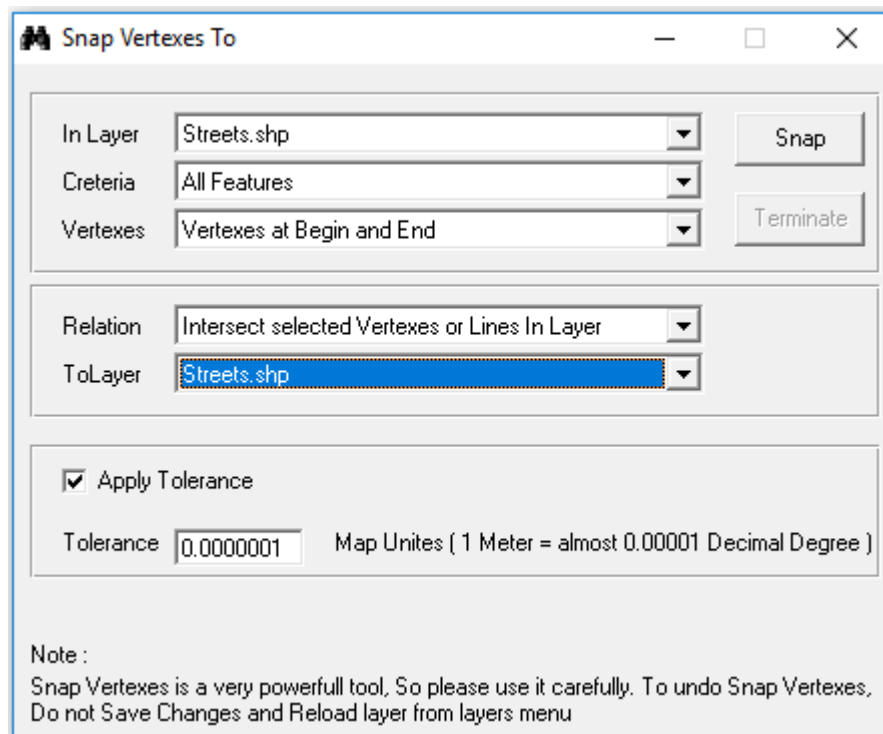 Snap Vertexes To
In Layer Streets.shp Snap
Creteria All Features
Vertexes Vertexes at Begin and End Terminate
Relation Intersect selected Vertexes or Lines In Layer
ToLayer Streets.shp
Apply Tolerance
Tolerance 0.0000001 Map Unites ( 1 Meter = almost 0.00001 Decimal Degree )
Note :
Snap Vertexes is a very powerfull tool, So please use it carefully. To undo Snap Vertexes,
Do not Save Changes and Reload layer from layers menu